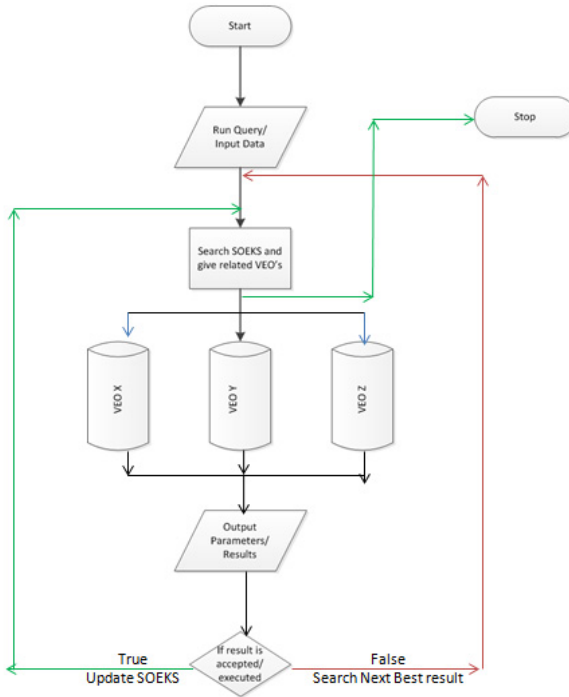 Start
Run Query/
Input Data
Stop
Search SOEKS and
give related VEO's
VEO X
VEO Y
VEO Z
Output
Parameters/
Results
If result is
accepted/
executed
True
Update SOEKS
False
Search Next Best result